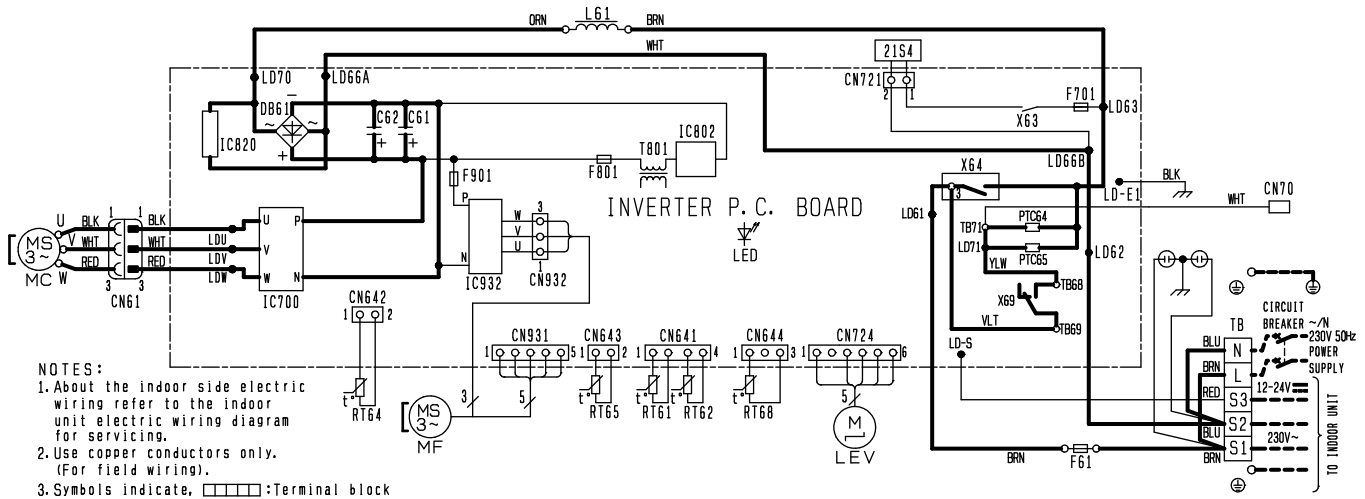 ORN
L61
BRN
WHT
LD70
LD66A
21S4
CN721
2
1
F701
LD63
X63
DB61
−
~
~
+
IC820
C62
C61
+
+
T801
IC802
F801
LD66B
X64
3
LD-E1
BLK
WHT
CN70
F901
P
N
INVERTER P. C. BOARD
LED
LD61
TB71
PTC64
LD71
PTC65
LD62
YLW
TB68
X69
VLT
TB69
U
BLK
1
1
BLK
LDU
U
P
MS
3~
V
WHT
WHT
LDV
V
RED
RED
LDW
W
N
W
MC
3
3
CN61
IC700
W
V
U
3
1
IC932
CN932
CN642
1
2
t°
RT64
CN931
1
5
3
5
MS
3~
MF
CN643
1
2
t°
RT65
CN641
1
4
t°
t°
RT61
RT62
CN644
1
3
t°
RT68
CN724
1
6
5
M
LEV
LD-S
TB
CIRCUIT
BREAKER
~/N
230V 50Hz
POWER
SUPPLY
BLU
N
BRN
L
RED
S3
12-24V
S2
BLU
230V~
S1
BRN
BRN
F61
TO INDOOR UNIT
NOTES:
1. About the indoor side electric
wiring refer to the indoor
unit electric wiring diagram
for servicing.
2. Use copper conductors only.
(For field wiring).
3. Symbols indicate, :Terminal block